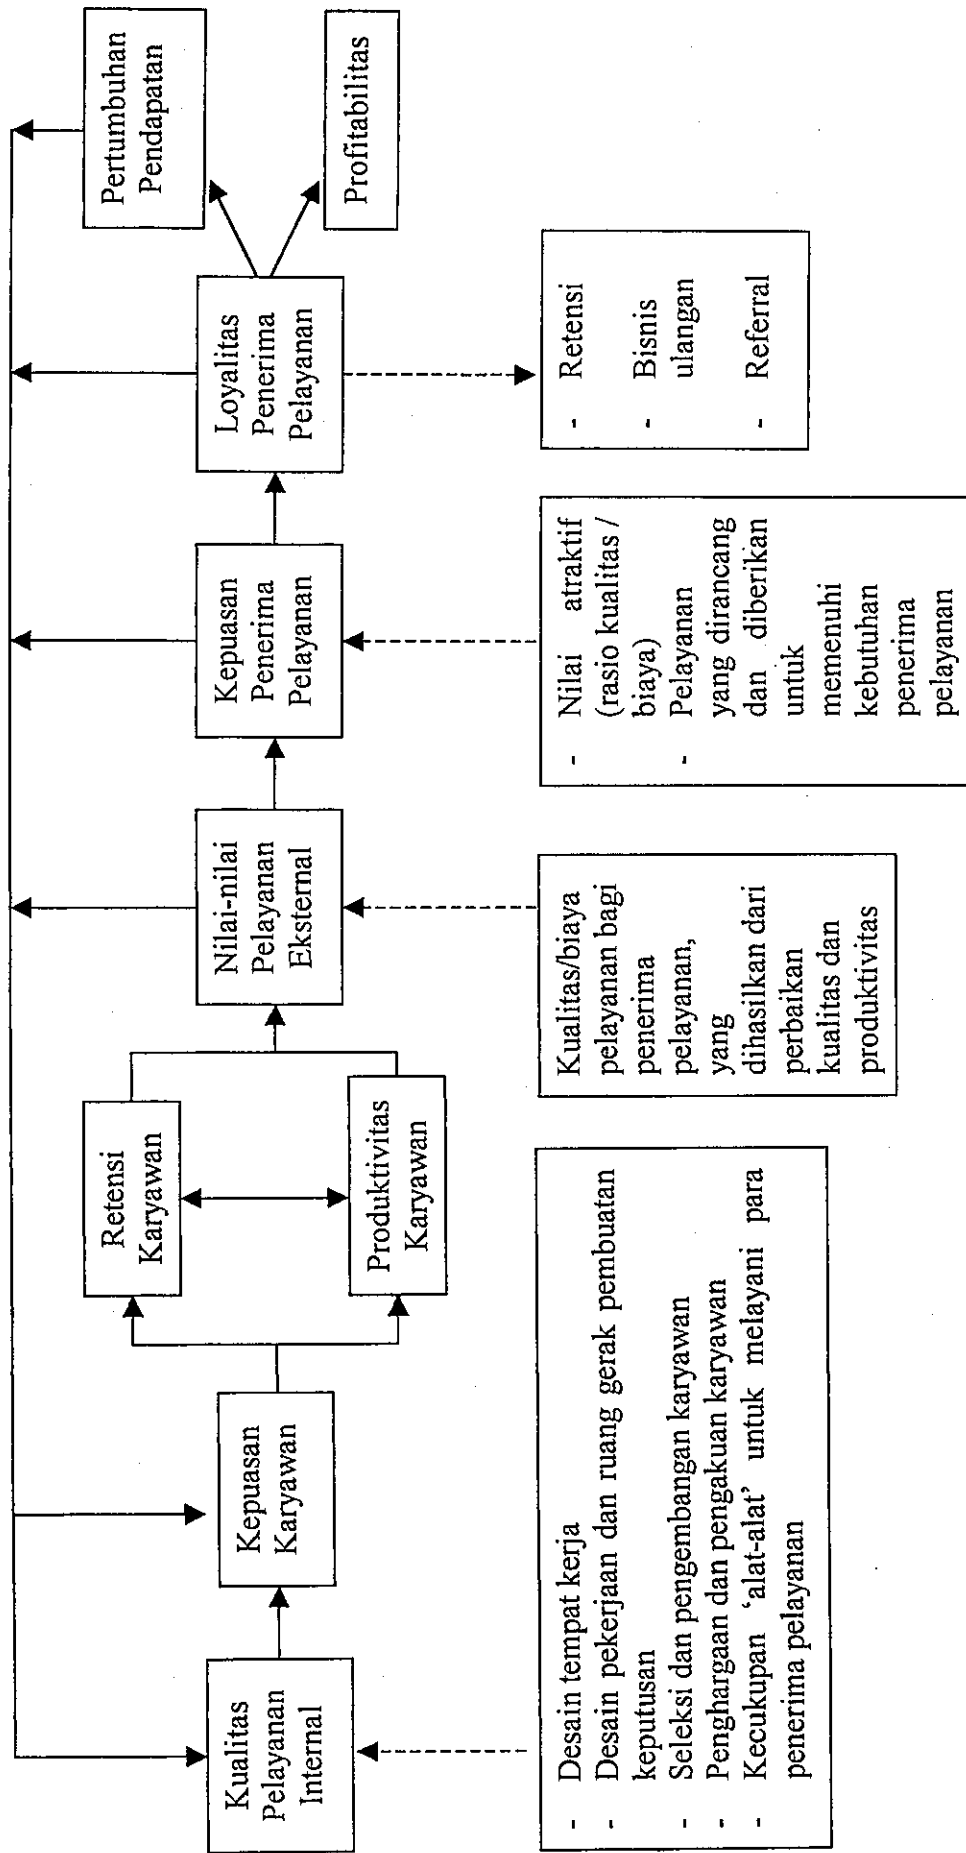 Kualitas
Pelayanan
Internal
Kepuasan
Karyawan
Retensi
Karyawan
Produktivitas
Karyawan
Nilai-nilai
Pelayanan
Eksternal
Kepuasan
Penerima
Pelayanan
Loyalitas
Penerima
Pelayanan
Pertumbuhan
Pendapatan
Profitabilitas
- Desain tempat kerja
- Desain pekerjaan dan ruang gerak pembuatan
keputusan
- Seleksi dan pengembangan karyawan
- Penghargaan dan pengakuan karyawan
- Kecukupan ‘alat-alat’ untuk melayani para
penerima pelayanan
Kualitas/biaya
pelayanan bagi
penerima
pelayanan,
yang
dihasilkan dari
perbaikan
kualitas dan
produktivitas
- Nilai atraktif
(rasio kualitas /
biaya)
- Pelayanan
yang dirancang
dan diberikan
untuk
memenuhi
kebutuhan
penerima
pelayanan
- Retensi
- Bisnis
ulangan
- Referral